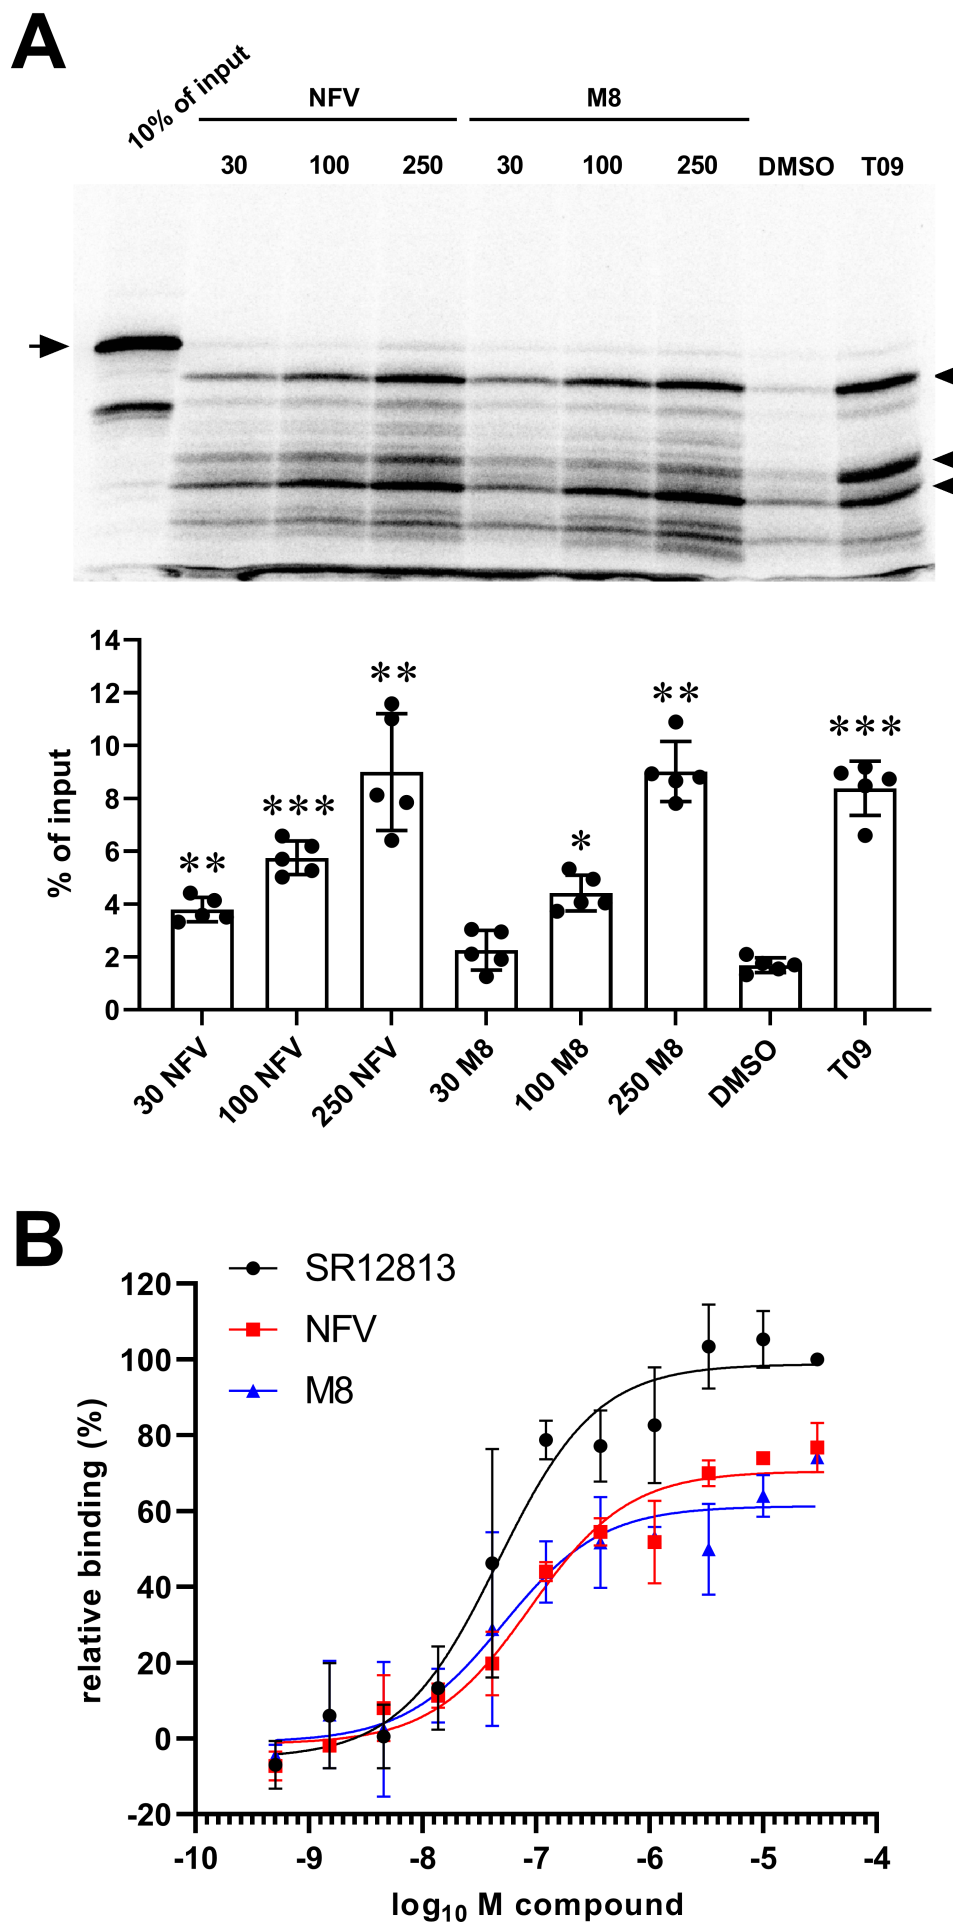 A
10% of input
NFV M8
30 100 250 30 100 250 DMSO T09
14
12
10
8
6
4
2
0
% of input
** *** ** * ** ***
30 NFV 100 NFV 250 NFV 30 M8 100 M8 250 M8 DMSO T09
B
SR12813
NFV
M8
120
100
80
60
40
20
0
-20
relative binding (%)
-10 -9 -8 -7 -6 -5 -4
log10 M compound